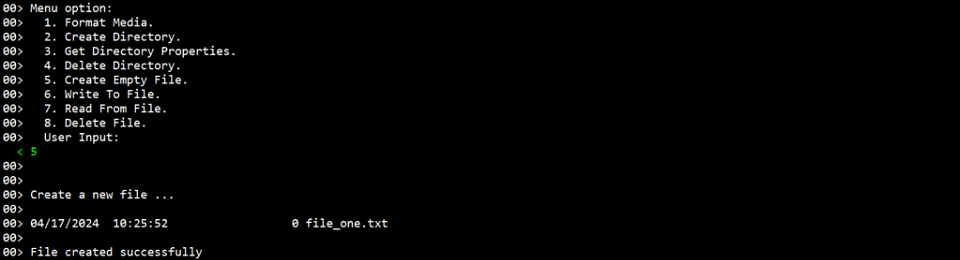 00> Menu option:
00>   1. Format Media.
00>   2. Create Directory.
00>   3. Get Directory Properties.
00>   4. Delete Directory.
00>   5. Create Empty File.
00>   6. Write To File.
00>   7. Read From File.
00>   8. Delete File.
00>   User Input:
  < 5
00>
00>
00> Create a new file ...
00>
00> 04/17/2024  10:25:52                  0 file_one.txt
00>
00> File created successfully